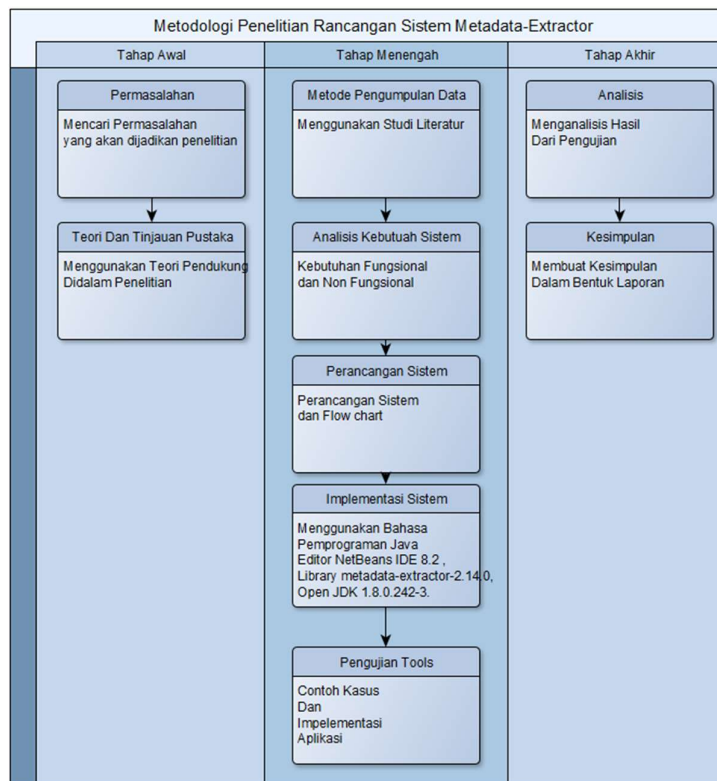 Metodologi Penelitian Rancangan Sistem Metadata-Extractor
Tahap Awal
Permasalahan
Mencari Permasalahan
yang akan dijadikan penelitian
Teori Dan Tinjauan Pustaka
Menggunakan Teori Pendukung
Didalam Penelitian
Tahap Menengah
Metode Pengumpulan Data
Menggunakan Studi Literatur
Analisis Kebutuah Sistem
Kebutuhan Fungsional
dan Non Fungsional
Perancangan Sistem
Perancangan Sistem
dan Flow chart
Implementasi Sistem
Menggunakan Bahasa
Pemprograman Java
Editor NetBeans IDE 8.2 ,
Library metadata-extractor-2.14.0,
Open JDK 1.8.0.242-3.
Pengujian Tools
Contoh Kasus
Dan
Impelementasi
Aplikasi
Tahap Akhir
Analisis
Menganalisis Hasil
Dari Pengujian
Kesimpulan
Membuat Kesimpulan
Dalam Bentuk Laporan